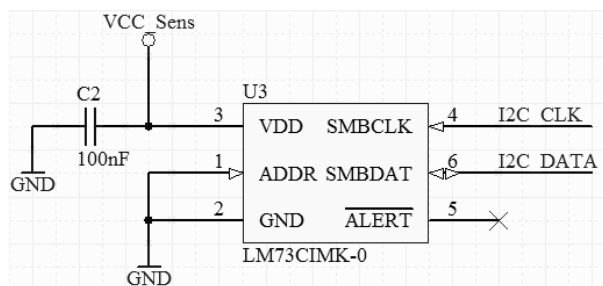 VCC_Sens
U3
C2
100nF
GND
3 VDD SMBCLK 4 I2C_CLK
1 ADDR SMBDAT 6 I2C_DATA
2 GND ALERT 5
GND
LM73CIMK-0